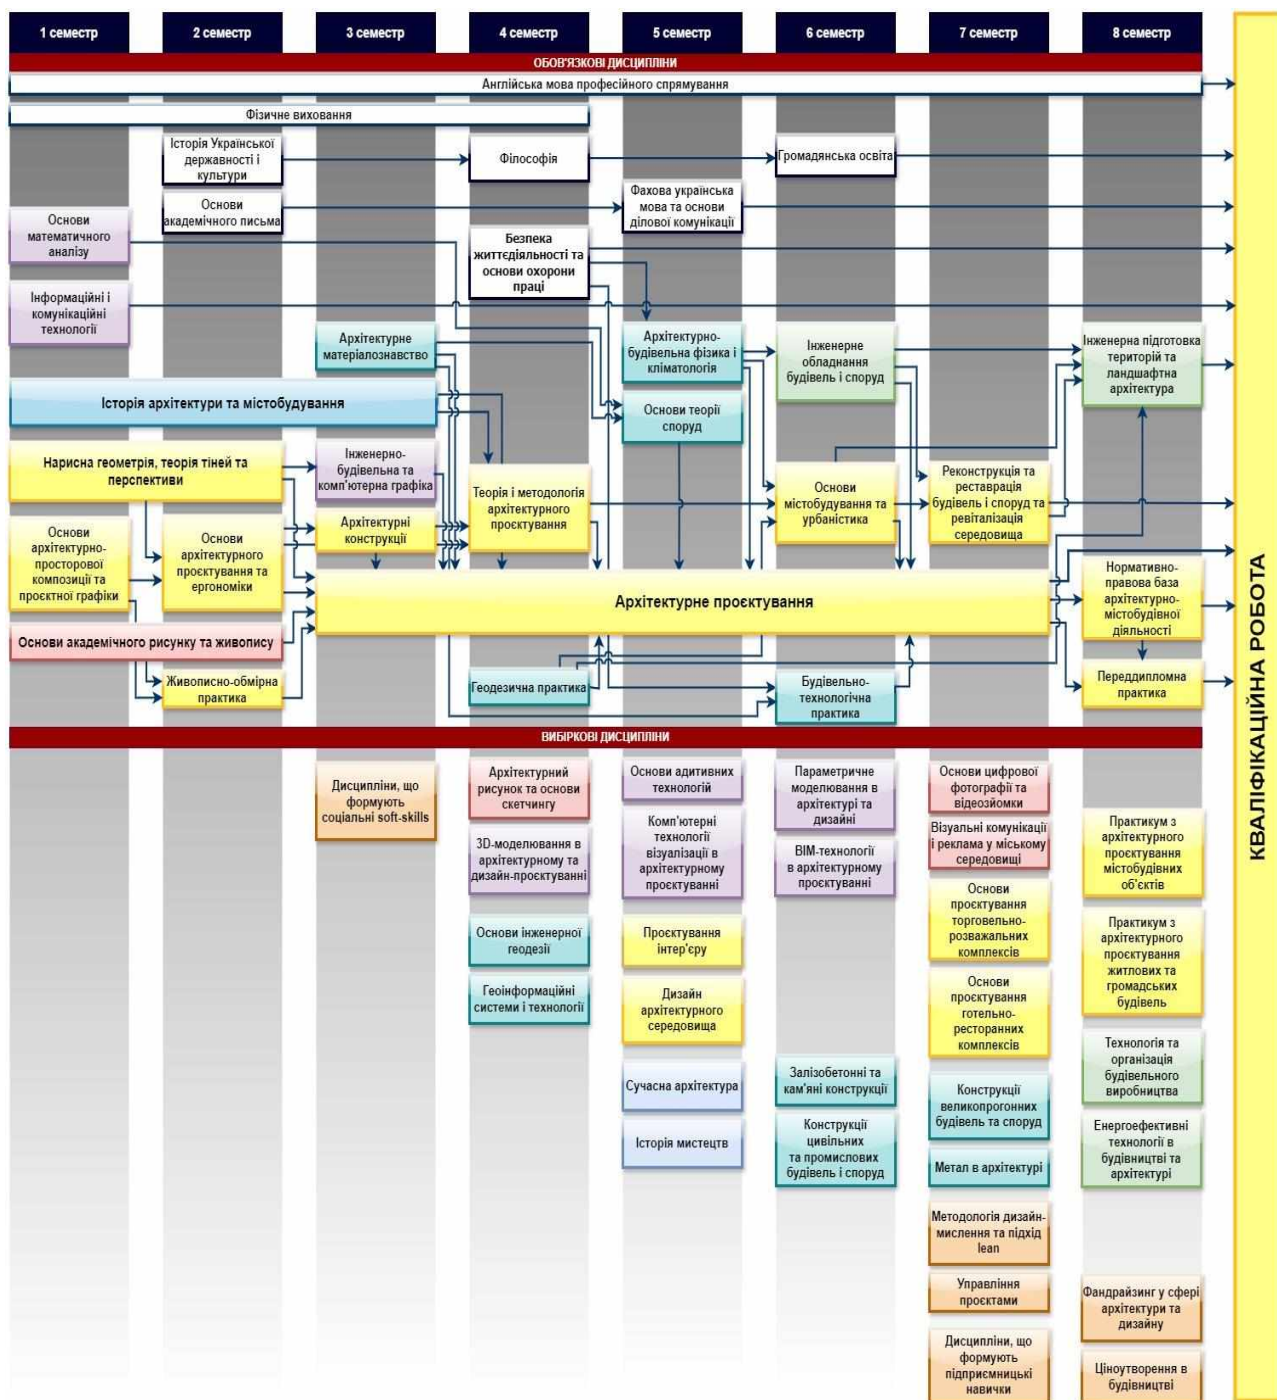 1 семестр
2 семестр
3 семестр
4 семестр
5 семестр
6 семестр
7 семестр
8 семестр
ОБОВ'ЯЗКОВІ ДИСЦИПЛІНИ
Англійська мова професійного спрямування
Фізичне виховання
Історія Української
державності і
культури
Філософія
Громадянська освіта
Основи
академічного письма
Фахова українська
мова та основи
ділової комунікації
Основи
математичного
аналізу
Безпека
життєдіяльності та
основи охорони
праці
Інформаційні і
комунікаційні
технології
Архітектурне
матеріалознавство
Архітектурно-
будівельна фізика і
кліматологія
Інженерне
обладнання
будівель і споруд
Інженерна підготовка
територій та
ландшафтна
архітектура
Історія архітектури та містобудування
Основи теорії
споруд
Нарисна геометрія, теорія тіней та
перспективи
Інженерно-
будівельна та
комп'ютерна графіка
Теорія і методологія
архітектурного
проєктування
Основи
містобудування та
урбаністика
Реконструкція та
реставрація
будівель і споруд та
ревіталізація
середовища
Основи
архітектурно-
просторової
композиції та
проєктної графіки
Основи
архітектурного
проєктування та
ергономіки
Архітектурні
конструкції
Архітектурне проєктування
Нормативно-
правова база
архітектурно-
містобудівної
діяльності
Основи академічного рисунку та живопису
Живописно-обмірна
практика
Геодезична практика
Будівельно-
технологічна
практика
Переддипломна
практика
КВАЛІФІКАЦІЙНА РОБОТА
ВИБІРКОВІ ДИСЦИПЛІНИ
Дисципліни, що
формують
соціальні soft-skills
Архітектурний
рисунок та основи
скетчингу
3D-моделювання в
архітектурному та
дизайн-проєктуванні
Основи інженерної
геодезії
Геоінформаційні
системи і технології
Основи адитивних
технологій
Комп'ютерні
технології
візуалізації в
архітектурному
проєктуванні
Проєктування
інтер'єру
Дизайн
архітектурного
середовища
Сучасна архітектура
Історія мистецтв
Параметричне
моделювання в
архітектурі та
дизайні
BIM-технології
в архітектурному
проєктуванні
Залізобетонні та
кам'яні конструкції
Конструкції
цивільних
та промислових
будівель і споруд
Основи цифрової
фотографії та
відеозйомки
Візуальні комунікації
і реклама у міському
середовищі
Основи
проєктування
торговельно-
розважальних
комплексів
Основи
проєктування
готельно-
ресторанних
комплексів
Конструкції
великопрогонних
будівель та споруд
Метал в архітектурі
Методологія дизайн-
мислення та підхід
lean
Управління
проєктами
Дисципліни, що
формують
підприємницькі
навички
Практикум з
архітектурного
проєктування
містобудівних
об'єктів
Практикум з
архітектурного
проєктування
житлових та
громадських
будівель
Технологія та
організація
будівельного
виробництва
Енергоефективні
технології в
будівництві та
архітектурі
Фандрайзинг у сфері
архітектури та
дизайну
Ціноутворення в
будівництві